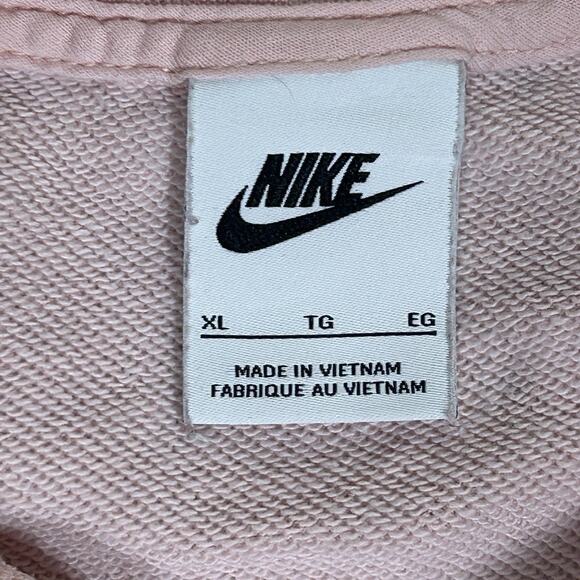 NIKE
XL TG EG
MADE IN VIETNAM
FABRIQUE AU VIETNAM